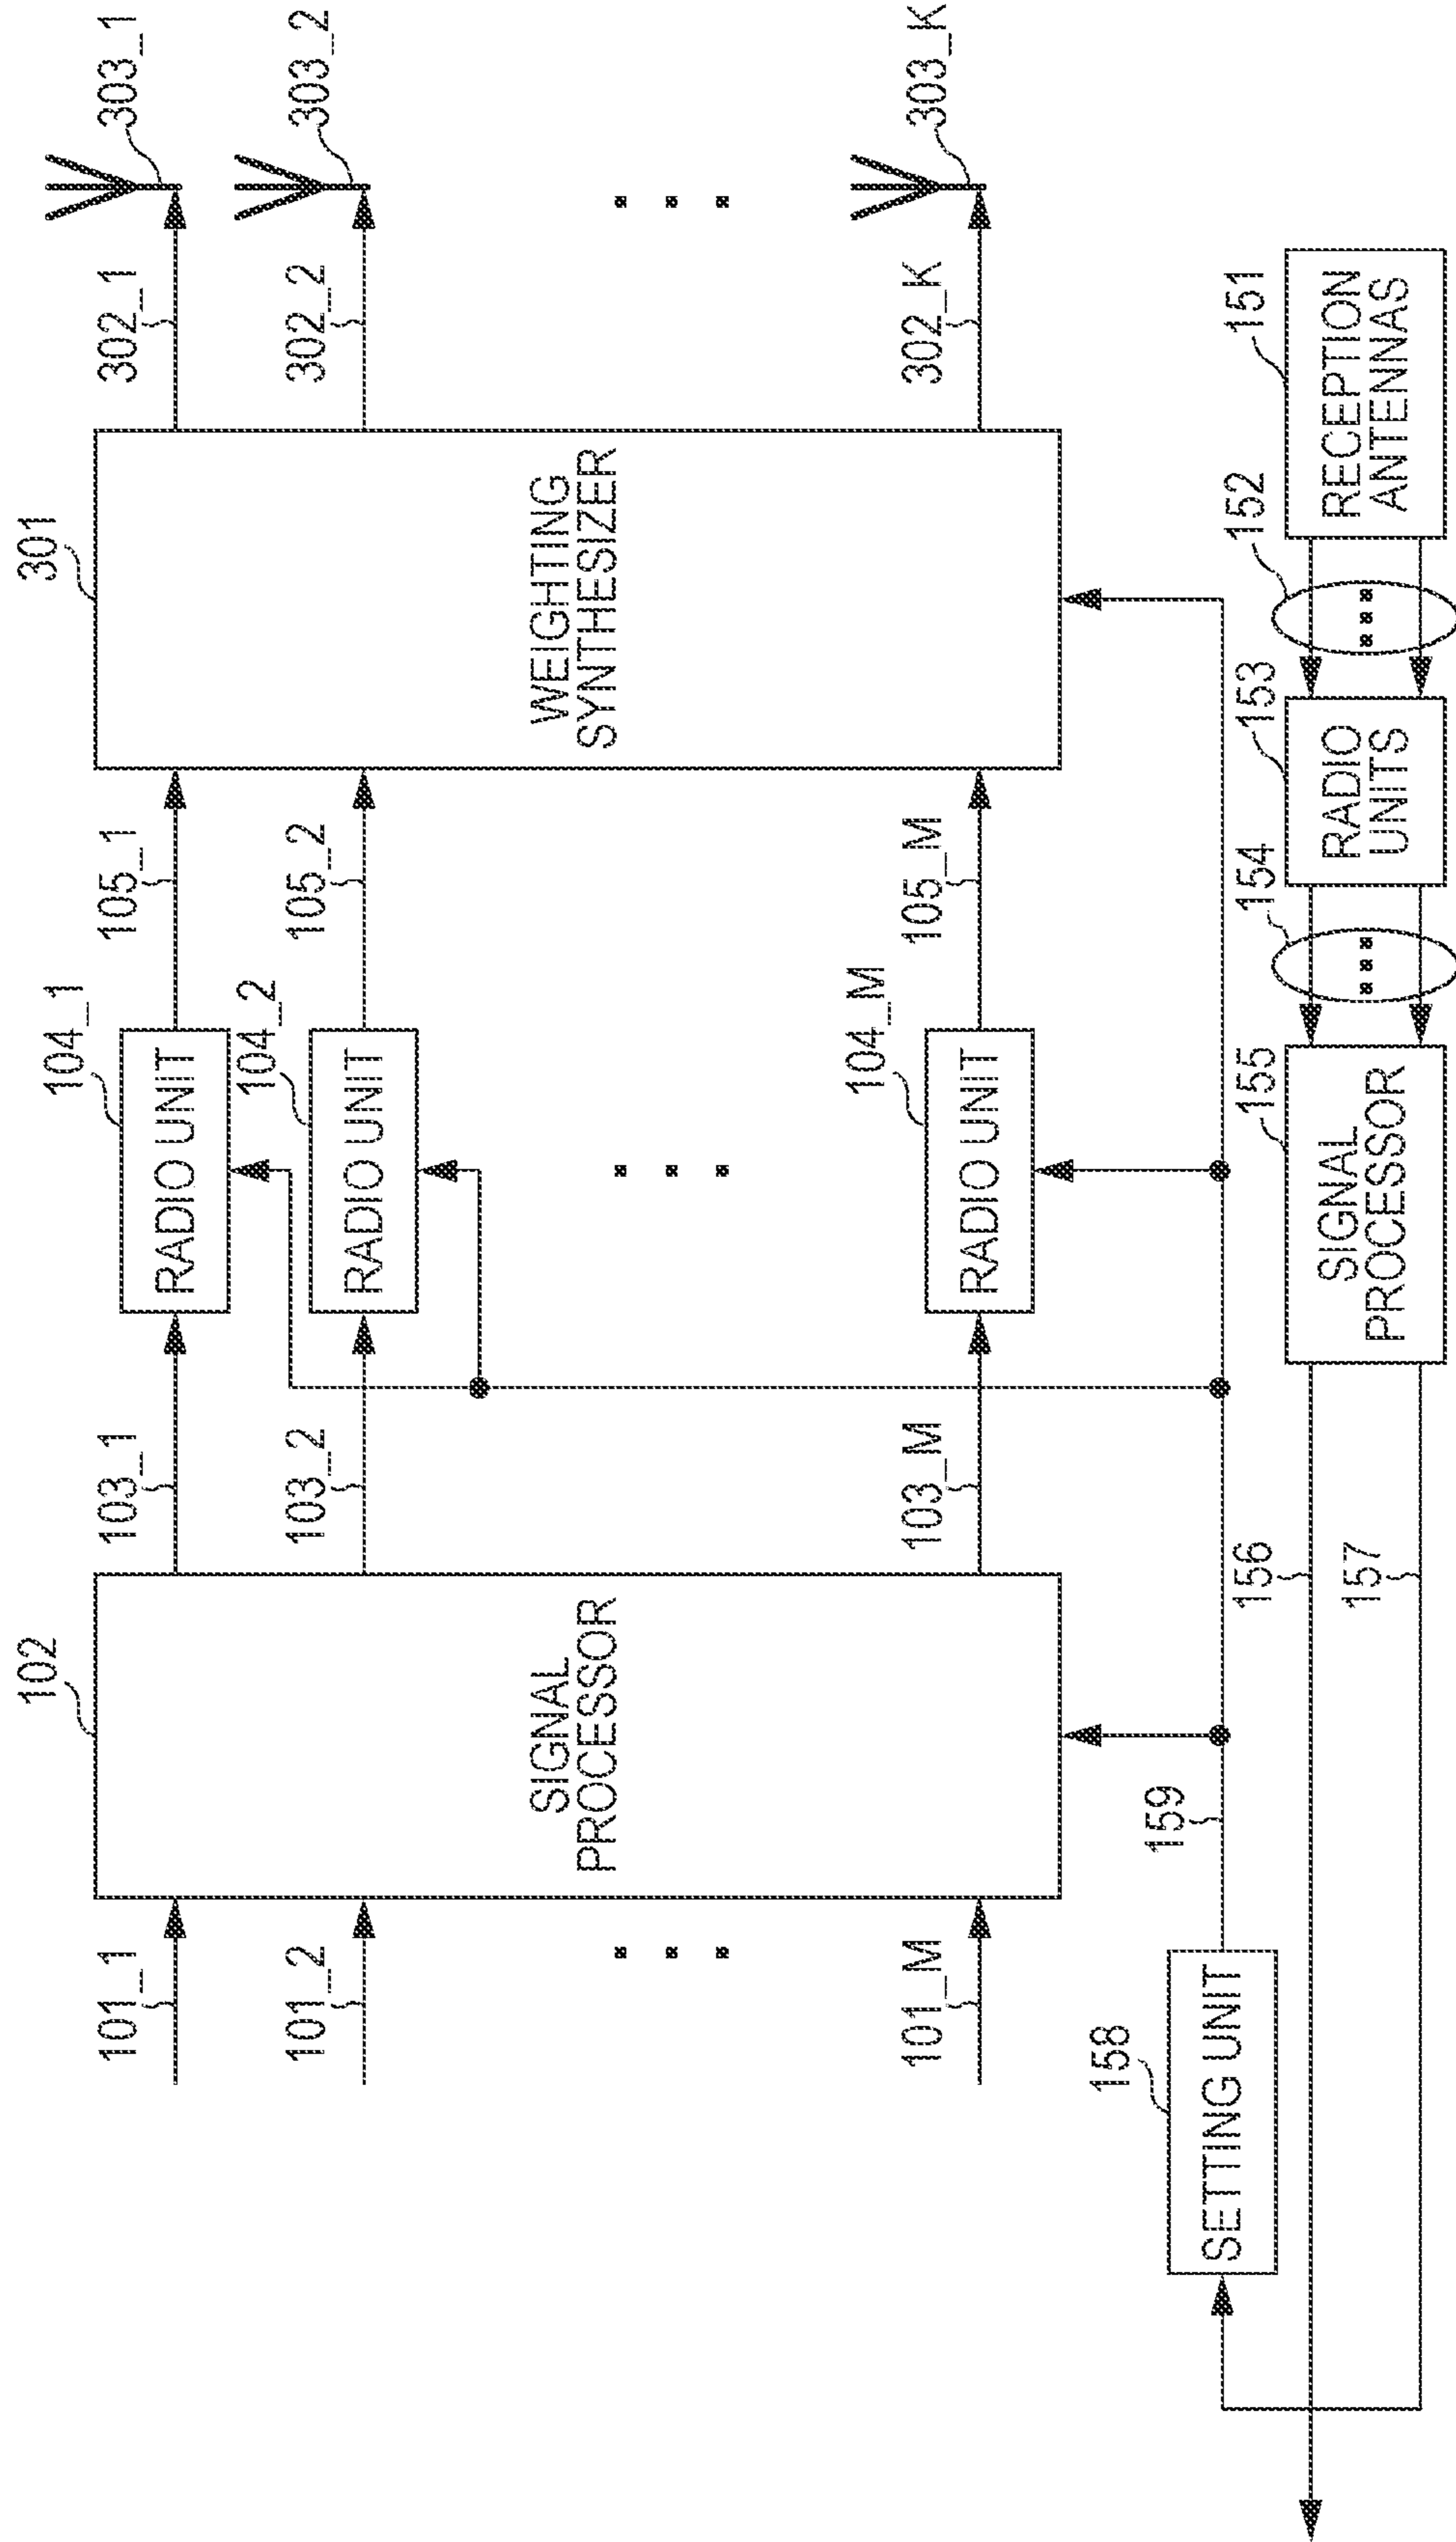 301
102
303_1
303_2
303_K
302_1
302_2
302_K
WEIGHTING
SYNTHESIZER
105_1
105_2
105_M
104_1
104_2
104_M
RADIO UNIT
RADIO UNIT
RADIO UNIT
103_1
103_2
103_M
SIGNAL
PROCESSOR
101_1
101_2
101_M
158
SETTING UNIT
159
156
157
155
SIGNAL
PROCESSOR
154
153
RADIO
UNITS
152
151
RECEPTION
ANTENNAS